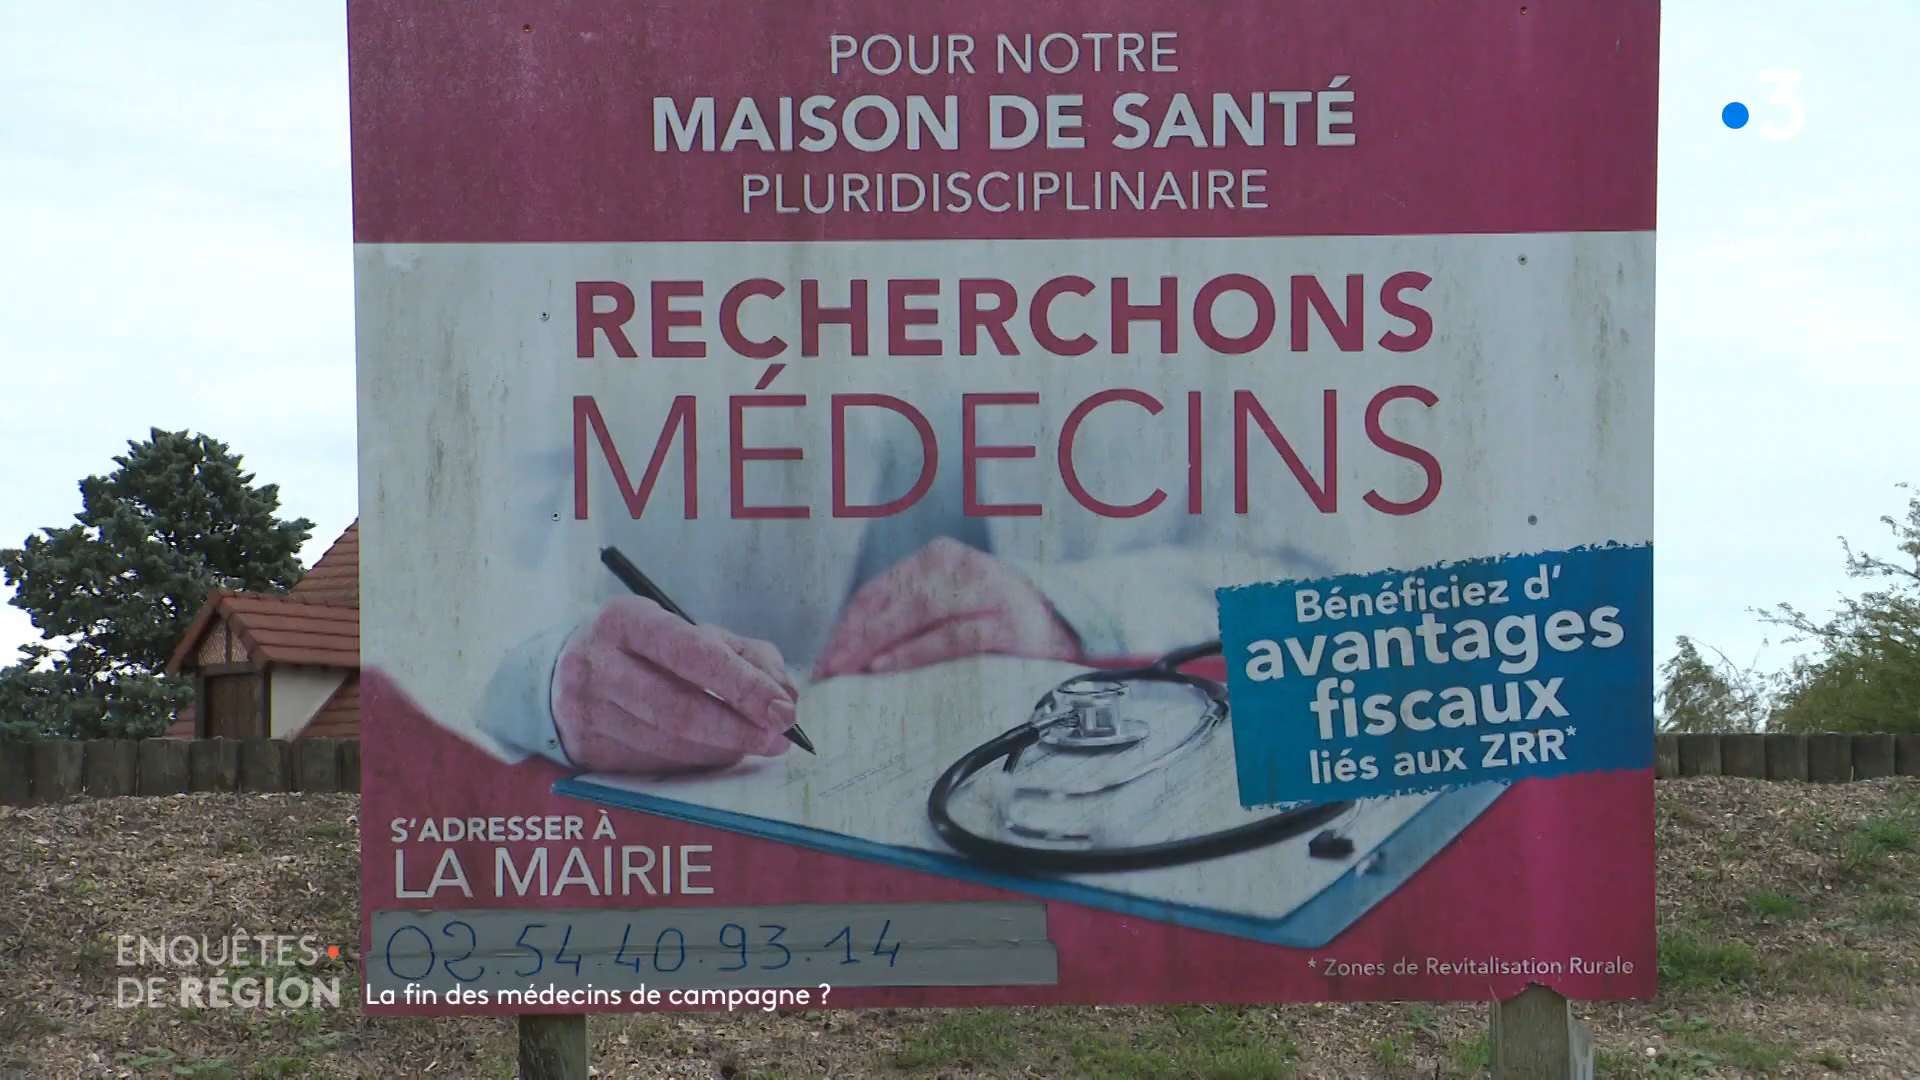 POUR NOTRE
MAISON DE SANTÉ
PLURIDISCIPLINAIRE
3
RECHERCHONS
MÉDECINS
Bénéficiez d'
avantages
fiscaux
liés aux ZRR*
S'ADRESSER À
LA MAIRIE
02.54.40.93.14
* Zones de Revitalisation Rurale
ENQUÊTES
DE RÉGION
La fin des médecins de campagne ?